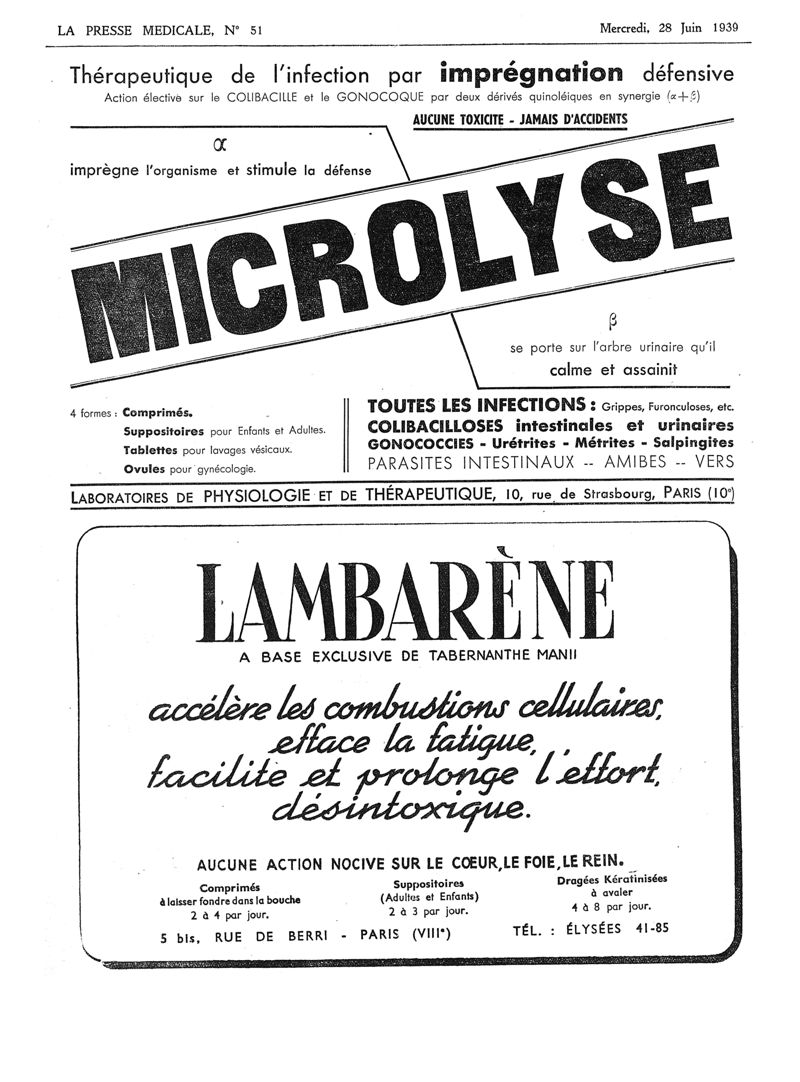 LA PRESSE MEDICALE, N° 51
Mercredi, 28 Juin 1939
Thérapeutique de l'infection par imprégnation défensive
Action élective sur le COLIBACILLE et le GONOCOQUE par deux dérivés quinoléiques en synergie (α+β)
AUCUNE TOXICITE - JAMAIS D'ACCIDENTS
α
imprègne l'organisme et stimule la défense
MICROLYSE
β
se porte sur l'arbre urinaire qu'il
calme et assainit
4 formes : Comprimés.
Suppositoires pour Enfants et Adultes.
Tablettes pour lavages vésicaux.
Ovules pour gynécologie.
TOUTES LES INFECTIONS : Grippes, Furonculoses, etc.
COLIBACILLOSES intestinales et urinaires
GONOCOCCIES - Urétrites - Métrites - Salpingites
PARASITES INTESTINAUX -- AMIBES -- VERS
LABORATOIRES DE PHYSIOLOGIE ET DE THÉRAPEUTIQUE, 10, rue de Strasbourg, PARIS (10e)
LAMBARÈNE
A BASE EXCLUSIVE DE TABERNANTHE MANII
accélère les combustions cellulaires,
efface la fatigue,
facilite et prolonge l'effort,
désintoxique.
AUCUNE ACTION NOCIVE SUR LE CŒUR, LE FOIE, LE REIN.
Comprimés
à laisser fondre dans la bouche
2 à 4 par jour.
Suppositoires
(Adultes et Enfants)
2 à 3 par jour.
Dragées Kératinisées
à avaler
4 à 8 par jour.
5 bis, RUE DE BERRI - PARIS (VIIIe)
TÉL. : ÉLYSÉES 41-85